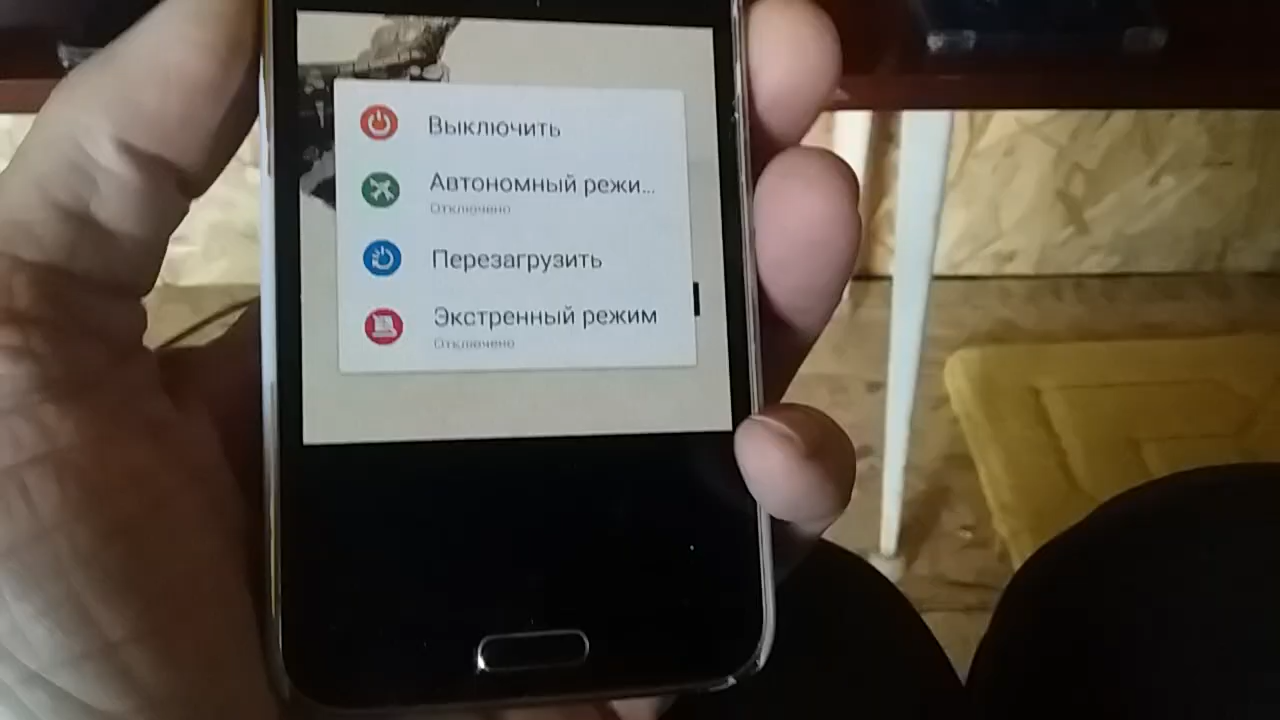 Выключить
Автономный режи...
Отключено
Перезагрузить
Экстренный режим
Отключено